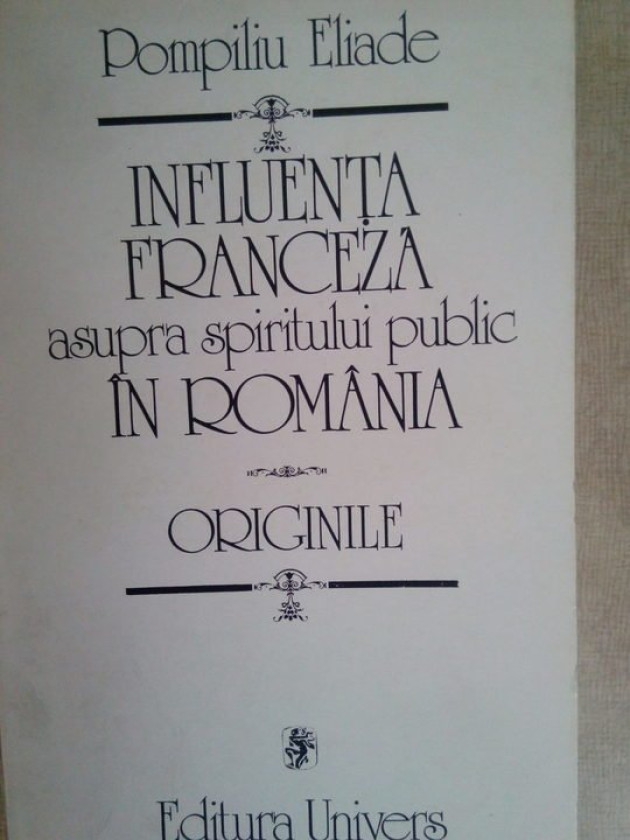 Pompiliu Eliade
INFLUENȚA
FRANCEZĂ
asupra spiritului public
ÎN ROMÂNIA
ORIGINILE
Editura Univers